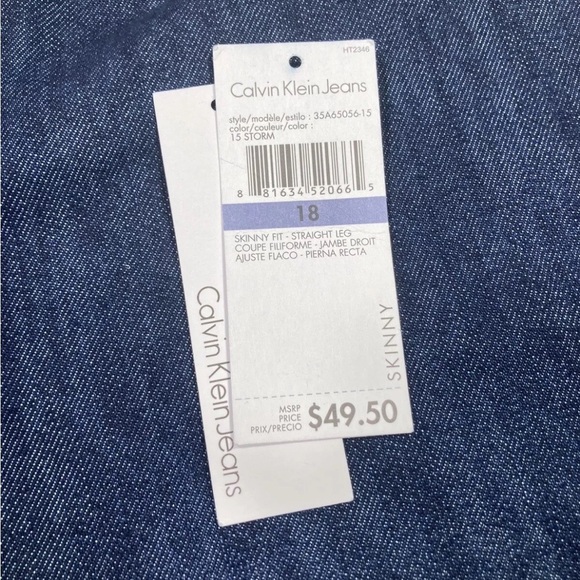 HT2346
Calvin Klein Jeans
style/modèle/estilo : 35A65056-15
color/couleur/color :
15 STORM
8 81634 52066 5
18
SKINNY FIT - STRAIGHT LEG
COUPE FILIFORME - JAMBE DROIT
AJUSTE FLACO - PIERNA RECTA
SKINNY
MSRP
PRICE
PRIX/PRECIO
$49.50
Calvin Klein Jeans